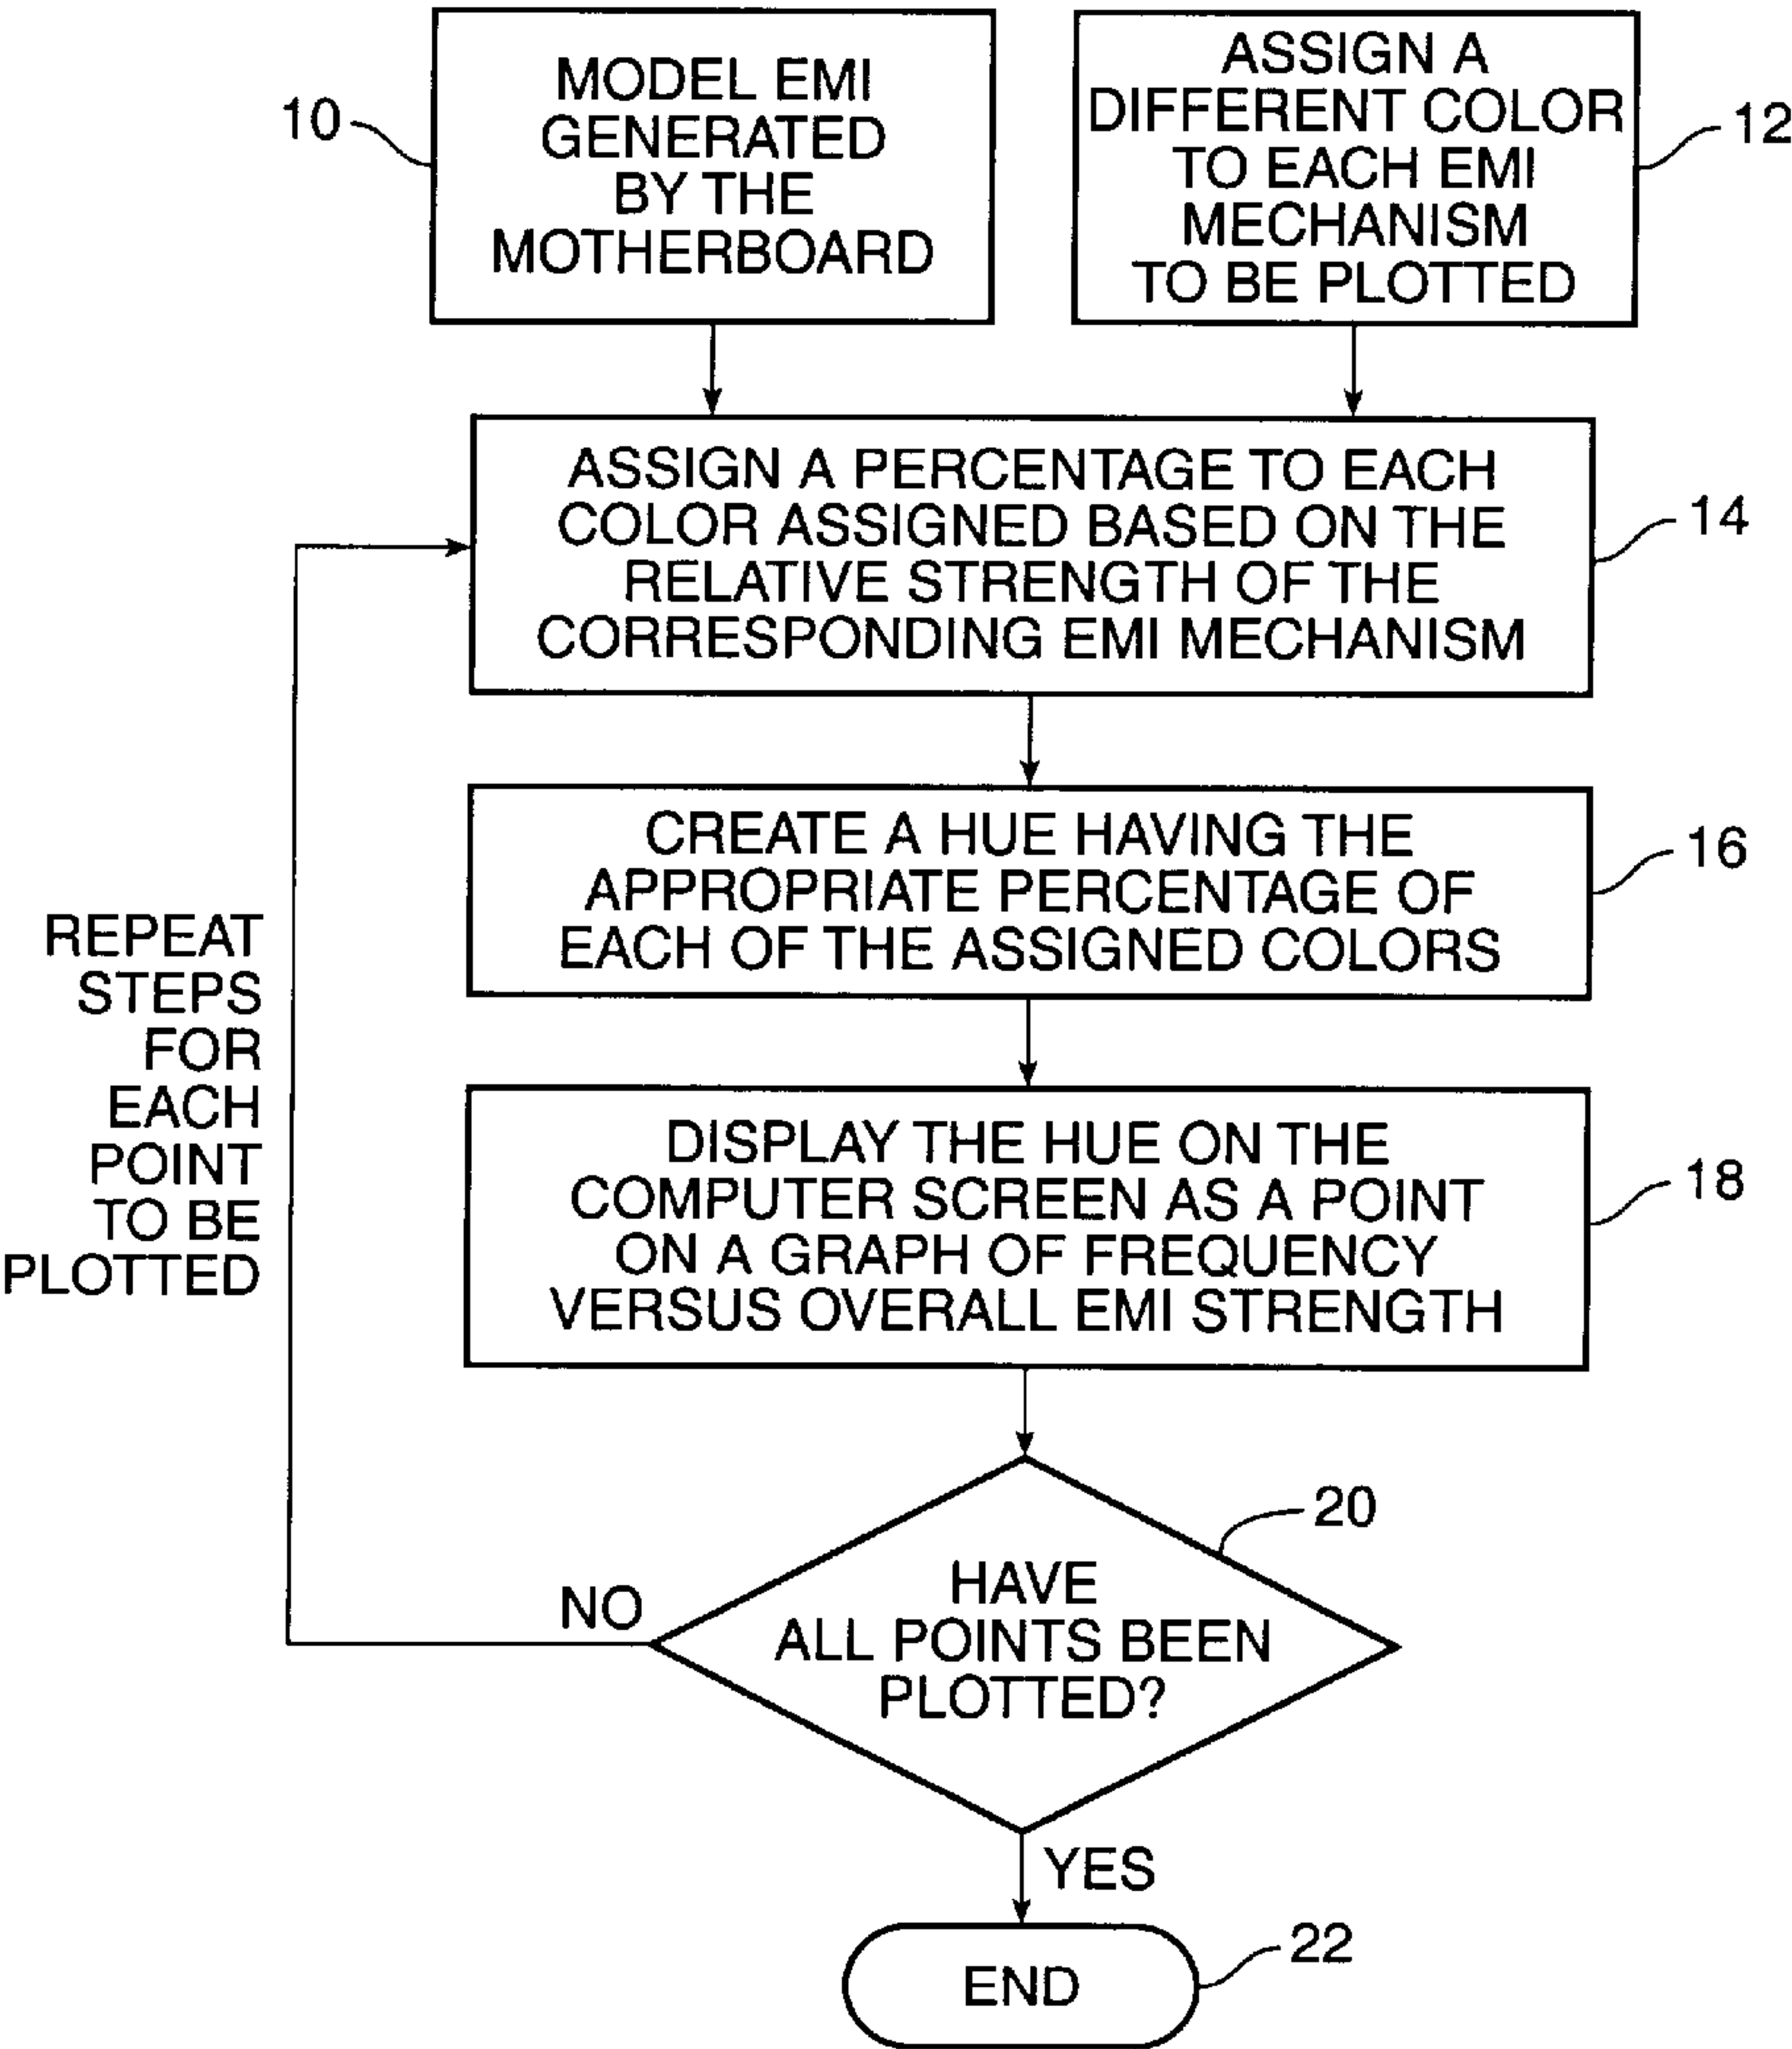 10
MODEL EMI
GENERATED
BY THE
MOTHERBOARD
ASSIGN A
DIFFERENT COLOR
TO EACH EMI
MECHANISM
TO BE PLOTTED
12
ASSIGN A PERCENTAGE TO EACH
COLOR ASSIGNED BASED ON THE
RELATIVE STRENGTH OF THE
CORRESPONDING EMI MECHANISM
14
CREATE A HUE HAVING THE
APPROPRIATE PERCENTAGE OF
EACH OF THE ASSIGNED COLORS
16
REPEAT
STEPS
FOR
EACH
POINT
TO BE
PLOTTED
DISPLAY THE HUE ON THE
COMPUTER SCREEN AS A POINT
ON A GRAPH OF FREQUENCY
VERSUS OVERALL EMI STRENGTH
18
20
HAVE
ALL POINTS BEEN
PLOTTED?
NO
YES
END
22